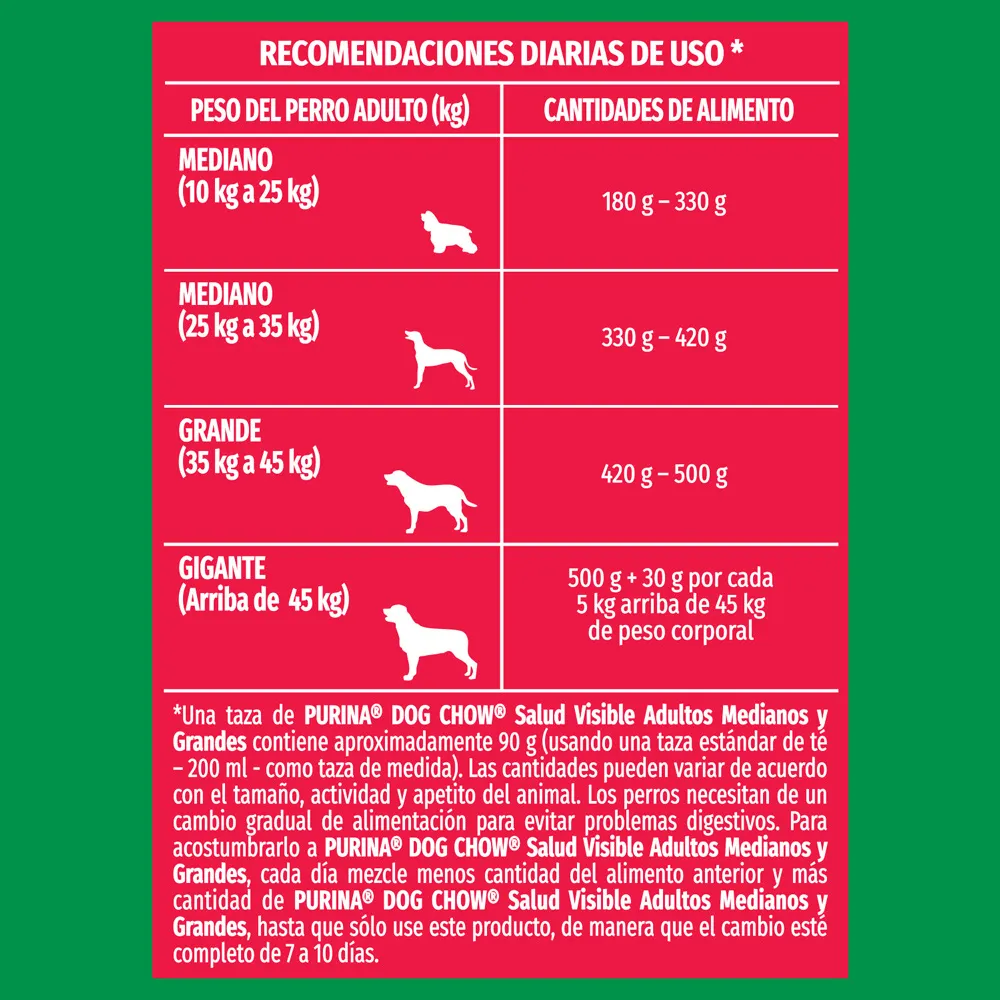 RECOMENDACIONES DIARIAS DE USO *
PESO DEL PERRO ADULTO (kg)
CANTIDADES DE ALIMENTO
MEDIANO
(10 kg a 25 kg)
180 g – 330 g
MEDIANO
(25 kg a 35 kg)
330 g – 420 g
GRANDE
(35 kg a 45 kg)
420 g – 500 g
GIGANTE
(Arriba de 45 kg)
500 g + 30 g por cada
5 kg arriba de 45 kg
de peso corporal
*Una taza de PURINA® DOG CHOW® Salud Visible Adultos Medianos y
Grandes contiene aproximadamente 90 g (usando una taza estándar de té
– 200 ml - como taza de medida). Las cantidades pueden variar de acuerdo
con el tamaño, actividad y apetito del animal. Los perros necesitan de un
cambio gradual de alimentación para evitar problemas digestivos. Para
acostumbrarlo a PURINA® DOG CHOW® Salud Visible Adultos Medianos y
Grandes, cada día mezcle menos cantidad del alimento anterior y más
cantidad de PURINA® DOG CHOW® Salud Visible Adultos Medianos y
Grandes, hasta que sólo use este producto, de manera que el cambio esté
completo de 7 a 10 días.